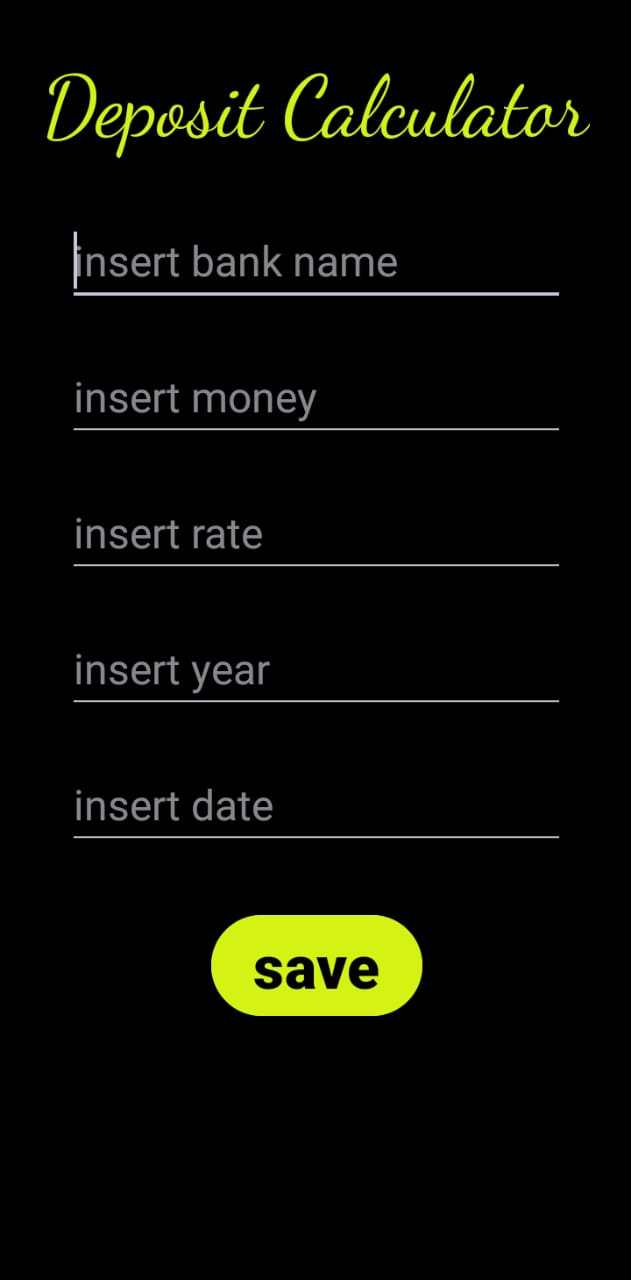 Deposit Calculator
insert bank name
insert money
insert rate
insert year
insert date
save